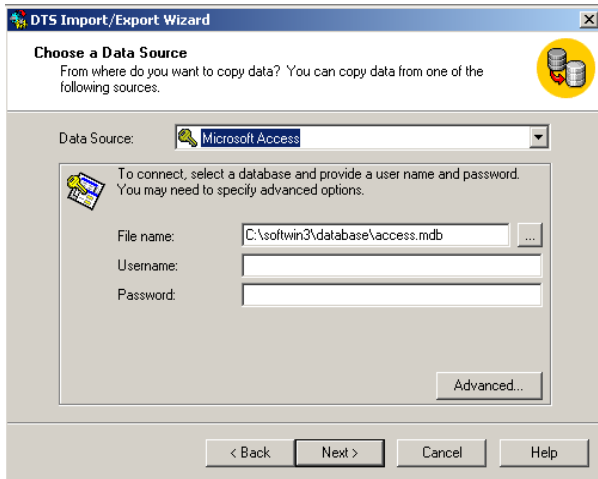 DTS Import/Export Wizard
Choose a Data Source
From where do you want to copy data? You can copy data from one of the
following sources.
Data Source: Microsoft Access
To connect, select a database and provide a user name and password.
You may need to specify advanced options.
File name: C:\softwin3\database\access.mdb ...
Username:
Password:
Advanced...
< Back Next > Cancel Help